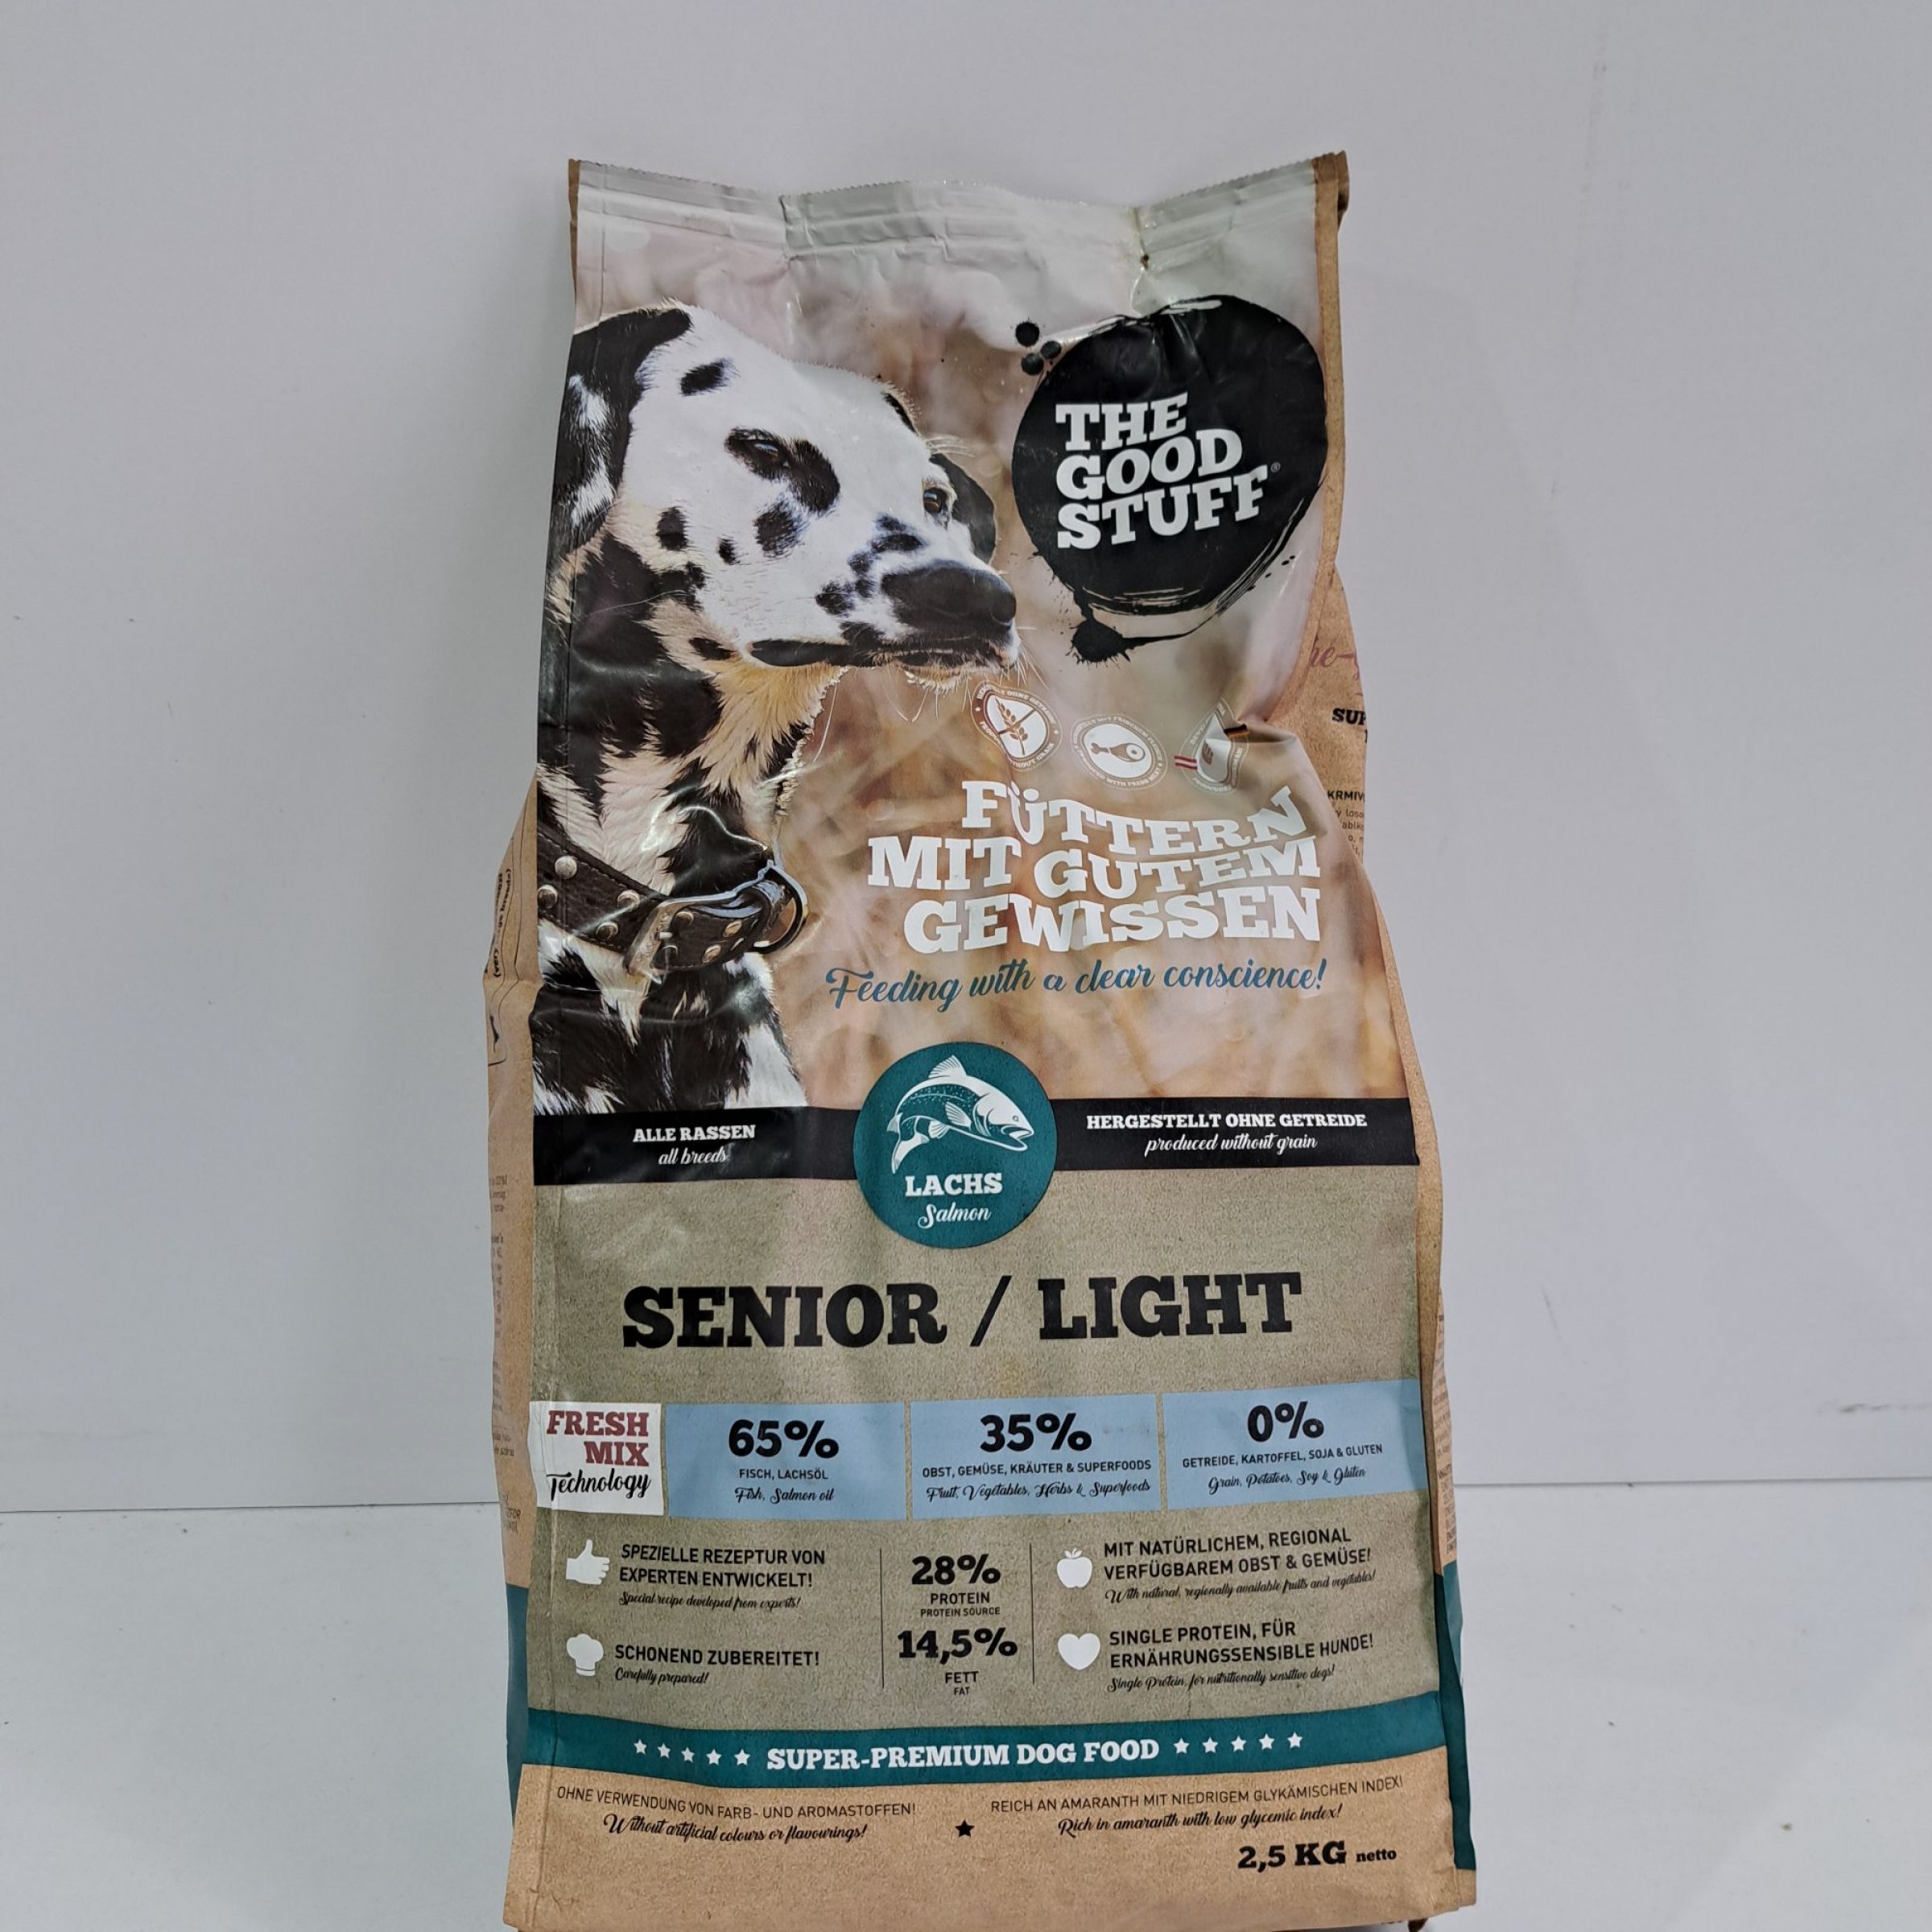 THE
GOOD
STUFF®
FÜTTERN
MIT GUTEM
GEWISSEN
Feeding with a clear conscience!
ALLE RASSEN
all breeds
HERGESTELLT OHNE GETREIDE
produced without grain
LACHS
Salmon
SENIOR / LIGHT
FRESH
MIX
Technology
65%
FISCH, LACHSÖL
Fish, Salmon oil
35%
OBST, GEMÜSE, KRÄUTER & SUPERFOODS
Fruit, Vegetables, Herbs & Superfoods
0%
GETREIDE, KARTOFFEL, SOJA & GLUTEN
Grain, Potatoes, Soy & Gluten
SPEZIELLE REZEPTUR VON
EXPERTEN ENTWICKELT!
Special recipe developed from experts!
SCHONEND ZUBEREITET!
Carefully prepared!
28%
PROTEIN
PROTEIN SOURCE
14,5%
FETT
FAT
MIT NATÜRLICHEM, REGIONAL
VERFÜGBAREM OBST & GEMÜSE!
With natural, regionally available fruits and vegetables!
SINGLE PROTEIN, FÜR
ERNÄHRUNGSSENSIBLE HUNDE!
Single Protein, for nutritionally sensitive dogs!
SUPER-PREMIUM DOG FOOD
OHNE VERWENDUNG VON FARB- UND AROMASTOFFEN!
Without artificial colours or flavourings!
REICH AN AMARANTH MIT NIEDRIGEM GLYKÄMISCHEN INDEX!
Rich in amaranth with low glycemic index!
2,5 KG netto